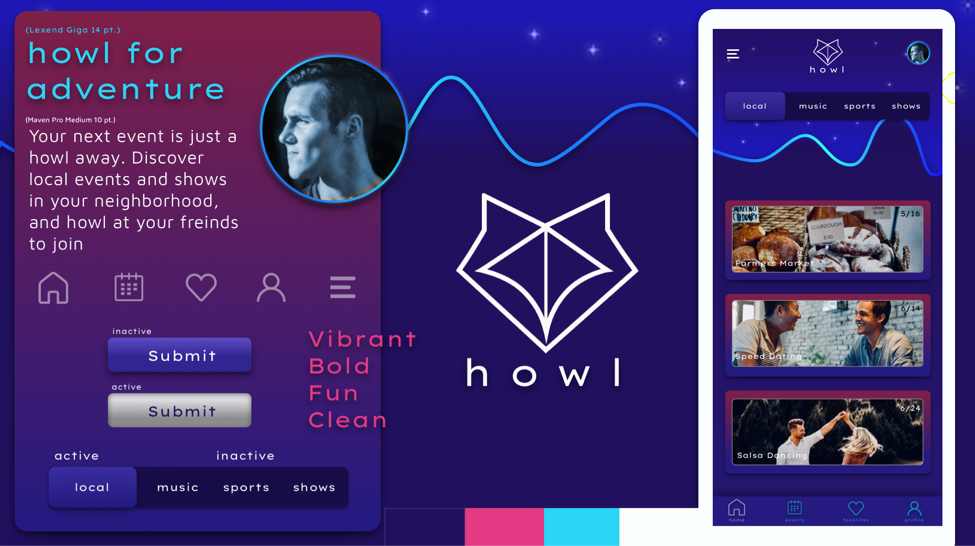 (Lexend Giga 14 pt.)
howl for
adventure
(Maven Pro Medium 10 pt.)
Your next event is just a
howl away. Discover
local events and shows
in your neighborhood,
and howl at your freinds
to join
inactive
Submit
active
Submit
Vibrant
Bold
Fun
Clean
active inactive
local music sports shows
howl
howl
local music sports shows
SOURDOUGH
5/16
Farmers Market
6/14
Speed Dating
6/24
Salsa Dancing
home events favorites profile